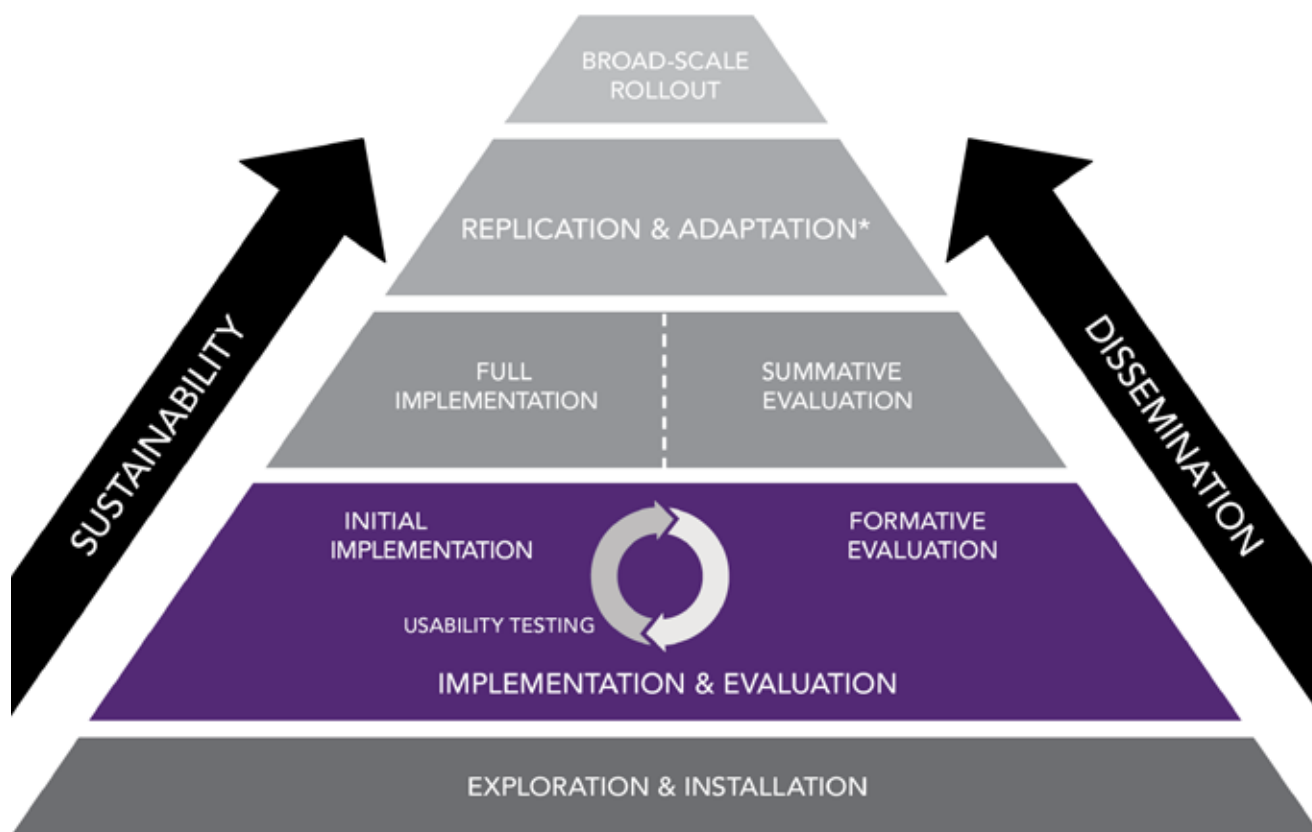 BROAD-SCALE
ROLLOUT
REPLICATION & ADAPTATION*
SUSTAINABILITY
DISSEMINATION
FULL
IMPLEMENTATION
SUMMATIVE
EVALUATION
INITIAL
IMPLEMENTATION
FORMATIVE
EVALUATION
USABILITY TESTING
IMPLEMENTATION & EVALUATION
EXPLORATION & INSTALLATION